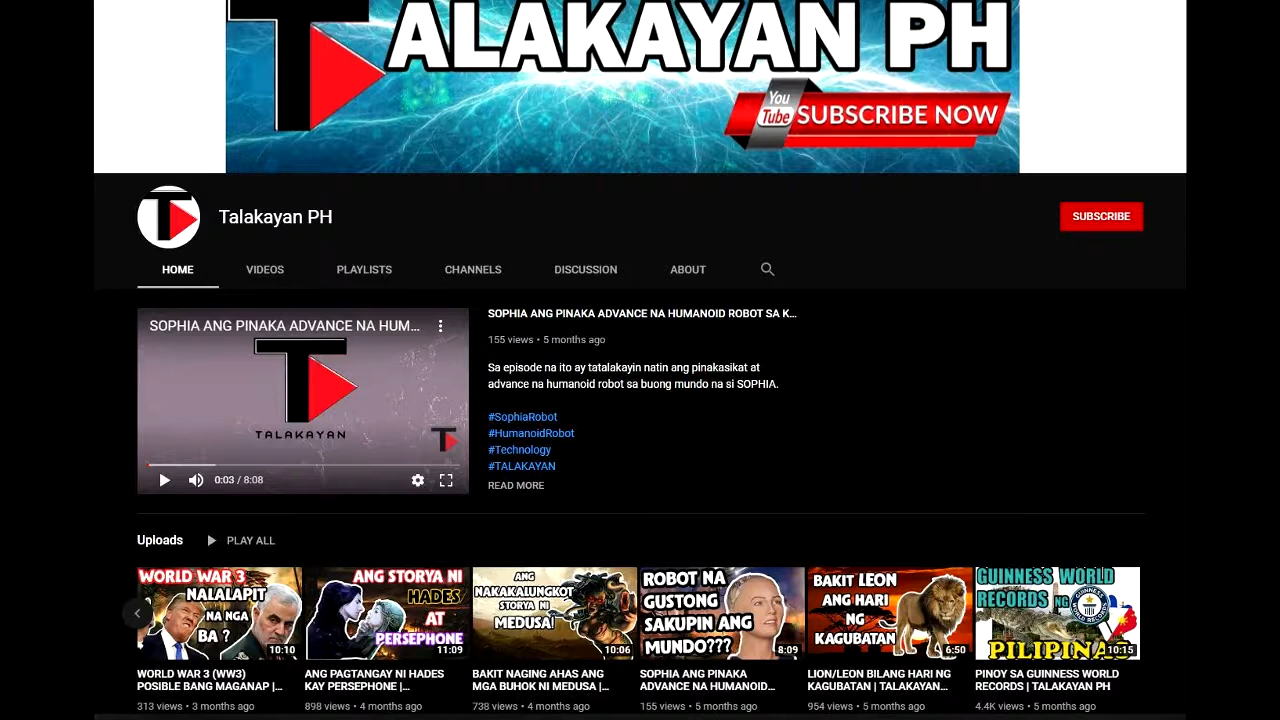 TALAKAYAN PH
You
Tube SUBSCRIBE NOW
Talakayan PH
SUBSCRIBE
HOME VIDEOS PLAYLISTS CHANNELS DISCUSSION ABOUT
SOPHIA ANG PINAKA ADVANCE NA HUM...
TALAKAYAN
0:03 / 8:08
SOPHIA ANG PINAKA ADVANCE NA HUMANOID ROBOT SA K...
155 views • 5 months ago
Sa episode na ito ay tatalakayin natin ang pinakasikat at
advance na humanoid robot sa buong mundo na si SOPHIA.
#SophiaRobot
#HumanoidRobot
#Technology
#TALAKAYAN
READ MORE
Uploads PLAY ALL
WORLD WAR 3
NALALAPIT
NA NGA
BA ?
10:10
WORLD WAR 3 (WW3)
POSIBLE BANG MAGANAP |...
313 views • 3 months ago
ANG STORYA NI
HADES
AT
PERSEPHONE
11:09
ANG PAGTANGAY NI HADES
KAY PERSEPHONE |...
898 views • 4 months ago
ANG
NAKAKALUNGKOT
STORYA NI
MEDUSA!
10:06
BAKIT NAGING AHAS ANG
MGA BUHOK NI MEDUSA |...
738 views • 4 months ago
ROBOT NA
GUSTONG
SAKUPIN ANG
MUNDO???
8:09
SOPHIA ANG PINAKA
ADVANCE NA HUMANOID...
155 views • 5 months ago
BAKIT LEON
ANG HARI
NG
KAGUBATAN
6:50
LION/LEON BILANG HARI NG
KAGUBATAN | TALAKAYAN...
954 views • 5 months ago
GUINNESS WORLD
RECORDS NG
PILIPINAS
10:15
PINOY SA GUINNESS WORLD
RECORDS | TALAKAYAN PH
4.4K views • 5 months ago